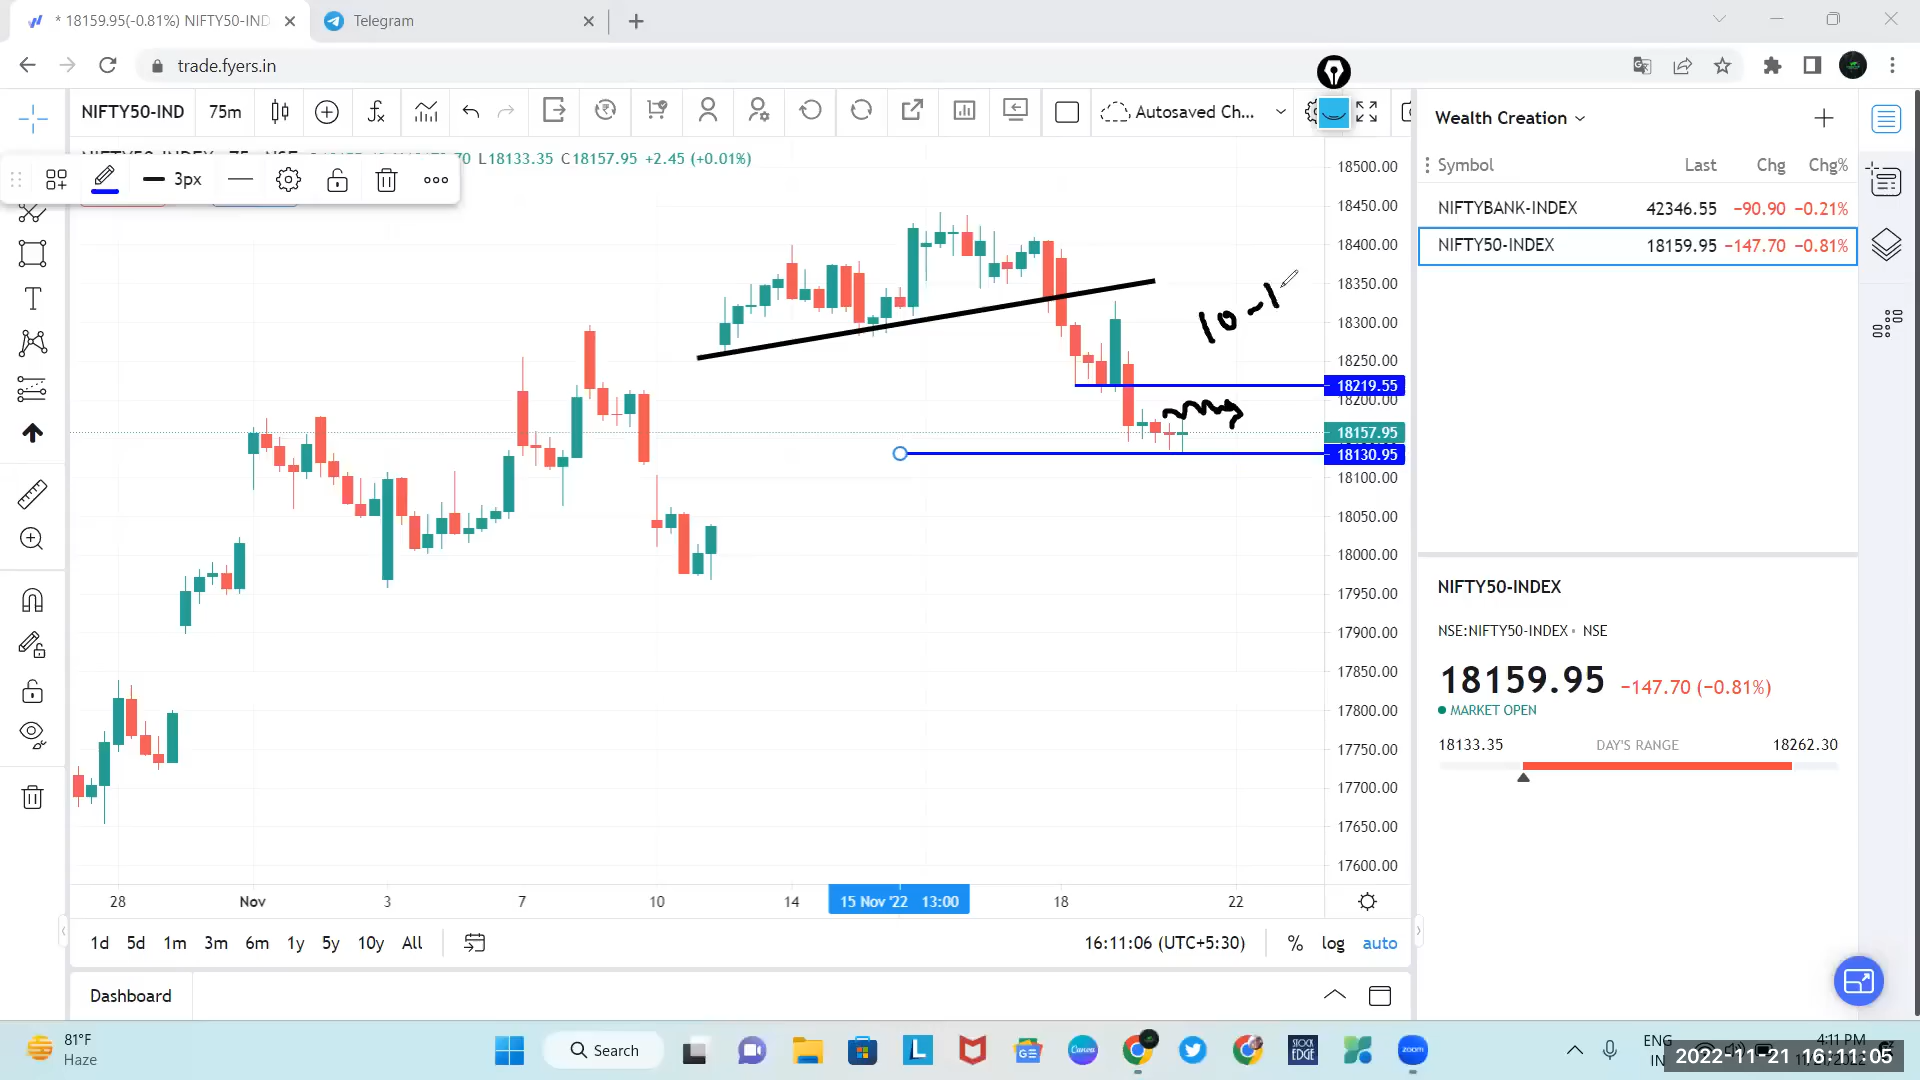 * 18159.95(-0.81%) NIFTY50-IND
Telegram
trade.fyers.in
NIFTY50-IND 75m
Autosaved Ch...
L18133.35 C18157.95 +2.45 (+0.01%)
3px
10-1
18500.00
18450.00
18400.00
18350.00
18300.00
18250.00
18219.55
18200.00
18157.95
18130.95
18100.00
18050.00
18000.00
17950.00
17900.00
17850.00
17800.00
17750.00
17700.00
17650.00
17600.00
28 Nov 3 7 10 14 15 Nov '22 13:00 18 22
1d 5d 1m 3m 6m 1y 5y 10y All
16:11:06 (UTC+5:30) % log auto
Dashboard
Wealth Creation
Symbol Last Chg Chg%
NIFTYBANK-INDEX 42346.55 −90.90 −0.21%
NIFTY50-INDEX 18159.95 −147.70 −0.81%
NIFTY50-INDEX
NSE:NIFTY50-INDEX • NSE
18159.95 −147.70 (−0.81%)
MARKET OPEN
18133.35 DAY'S RANGE 18262.30
81°F
Haze
Search
STOCK
EDGE
zoom
ENG
IN
4:11 PM
2022-11-21 16:11:05